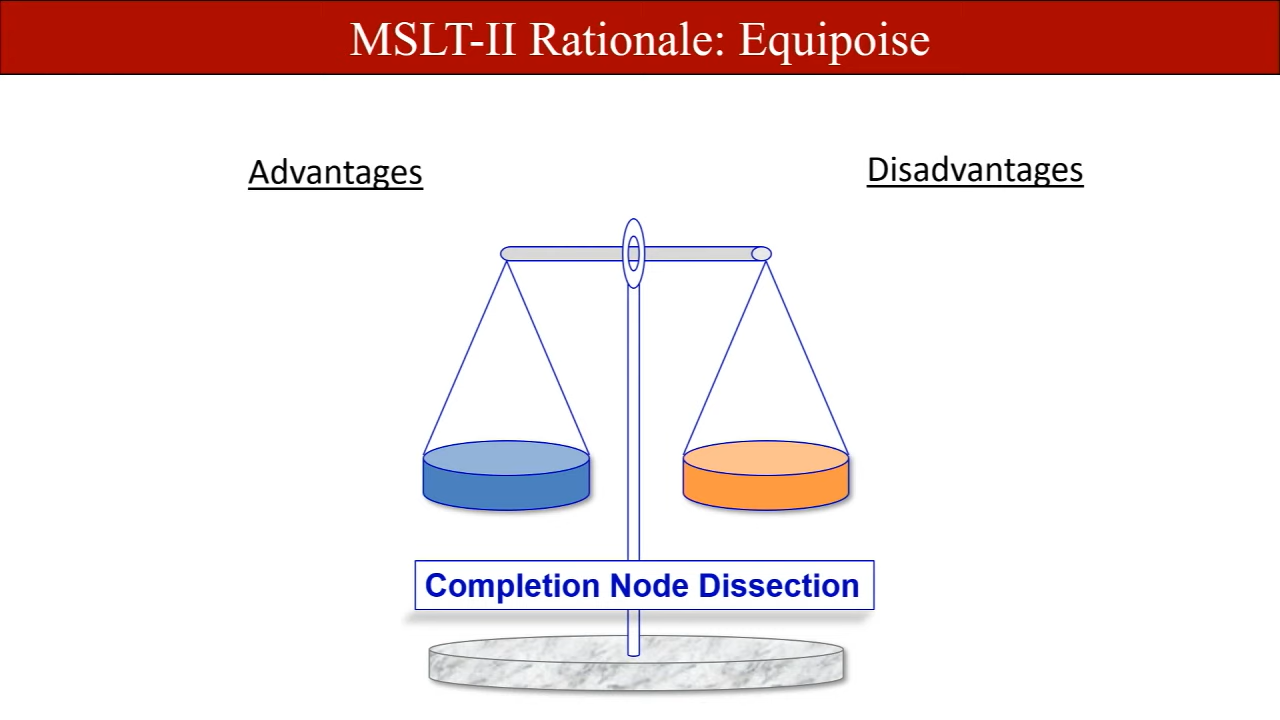 MSLT-II Rationale: Equipoise
Advantages
Disadvantages
Completion Node Dissection